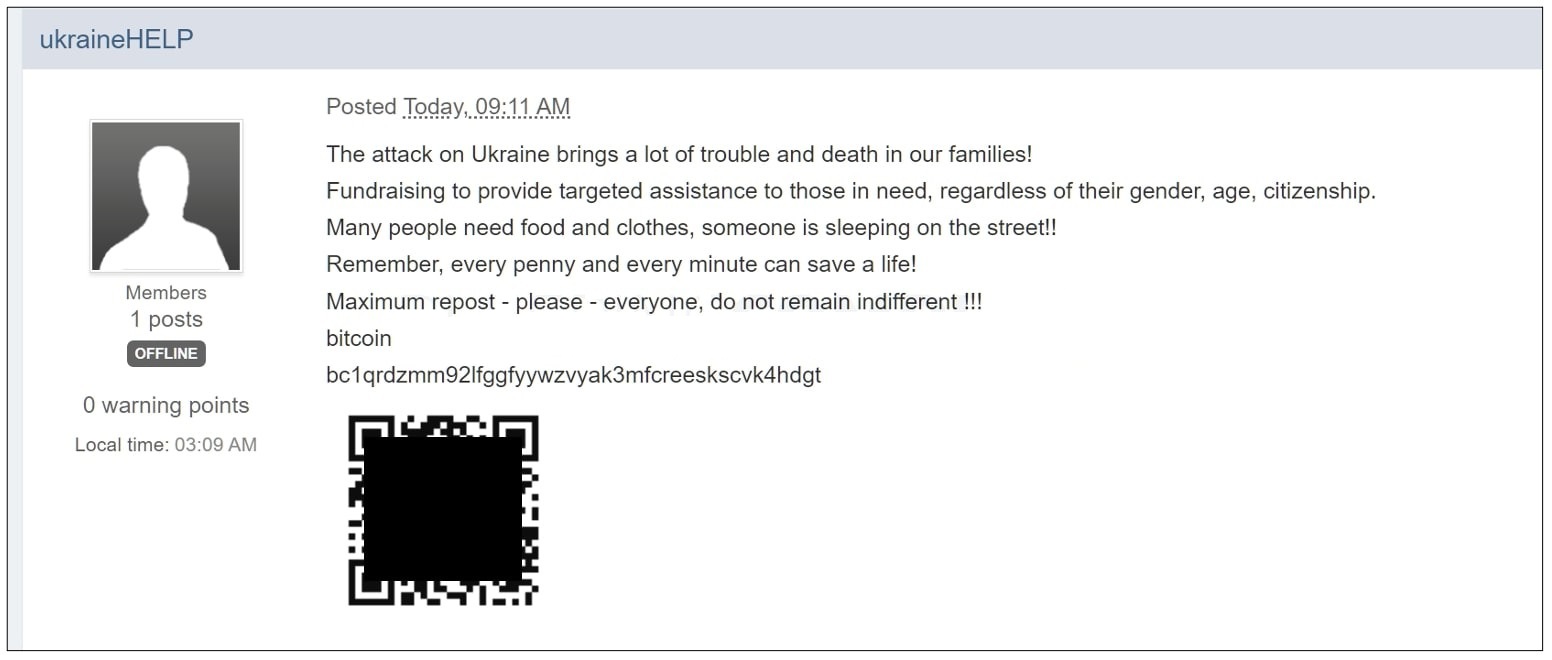 ukraineHELP
Posted Today, 09:11 AM
The attack on Ukraine brings a lot of trouble and death in our families!
Fundraising to provide targeted assistance to those in need, regardless of their gender, age, citizenship.
Many people need food and clothes, someone is sleeping on the street!!
Remember, every penny and every minute can save a life!
Maximum repost - please - everyone, do not remain indifferent !!!
bitcoin
bc1qrdzmm92lfggfyywzvyak3mfcreeskscvk4hdgt
Members
1 posts
OFFLINE
0 warning points
Local time: 03:09 AM